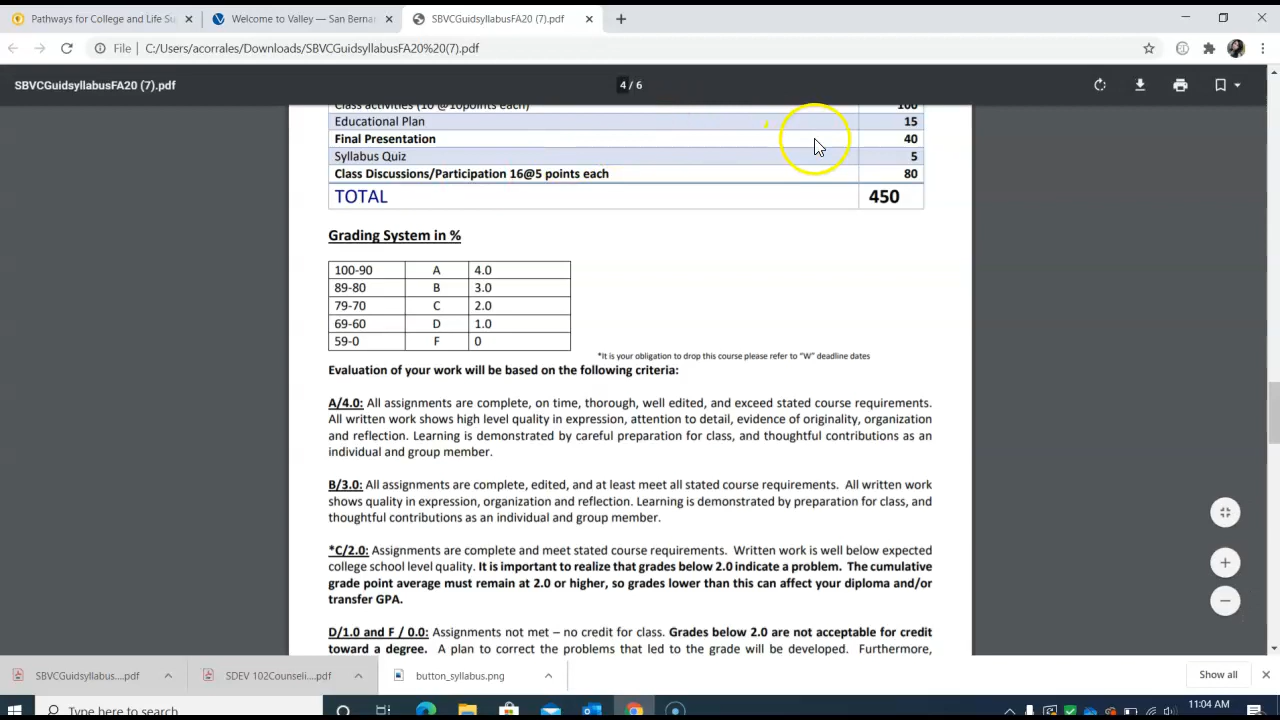 Pathways for College and Life Su
Welcome to Valley — San Bernar
SBVCGuidsyllabusFA20 (7).pdf
File
C:/Users/acorrales/Downloads/SBVCGuidsyllabusFA20%20(7).pdf
SBVCGuidsyllabusFA20 (7).pdf
4 / 6
Class activities (10 @10points each) 100
Educational Plan 15
Final Presentation 40
Syllabus Quiz 5
Class Discussions/Participation 16@5 points each 80
TOTAL 450
Grading System in %
100-90 A 4.0
89-80 B 3.0
79-70 C 2.0
69-60 D 1.0
59-0 F 0
*It is your obligation to drop this course please refer to "W" deadline dates
Evaluation of your work will be based on the following criteria:
A/4.0: All assignments are complete, on time, thorough, well edited, and exceed stated course requirements.
All written work shows high level quality in expression, attention to detail, evidence of originality, organization
and reflection. Learning is demonstrated by careful preparation for class, and thoughtful contributions as an
individual and group member.
B/3.0: All assignments are complete, edited, and at least meet all stated course requirements. All written work
shows quality in expression, organization and reflection. Learning is demonstrated by preparation for class, and
thoughtful contributions as an individual and group member.
*C/2.0: Assignments are complete and meet stated course requirements. Written work is well below expected
college school level quality. It is important to realize that grades below 2.0 indicate a problem. The cumulative
grade point average must remain at 2.0 or higher, so grades lower than this can affect your diploma and/or
transfer GPA.
D/1.0 and F / 0.0: Assignments not met – no credit for class. Grades below 2.0 are not acceptable for credit
toward a degree. A plan to correct the problems that led to the grade will be developed. Furthermore,
SBVCGuidsyllabus....pdf
SDEV 102Counseli....pdf
button_syllabus.png
Show all
Type here to search
11:04 AM